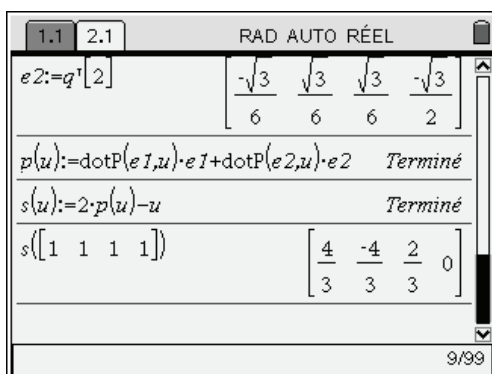 1.1 2.1 RAD AUTO RÉEL
e2:=qᵀ[2] [-√3/6 √3/6 √3/6 -√3/2]
p(u):=dotP(e1,u)·e1+dotP(e2,u)·e2 Terminé
s(u):=2·p(u)−u Terminé
s([1 1 1 1]) [4/3 -4/3 2/3 0]
9/99